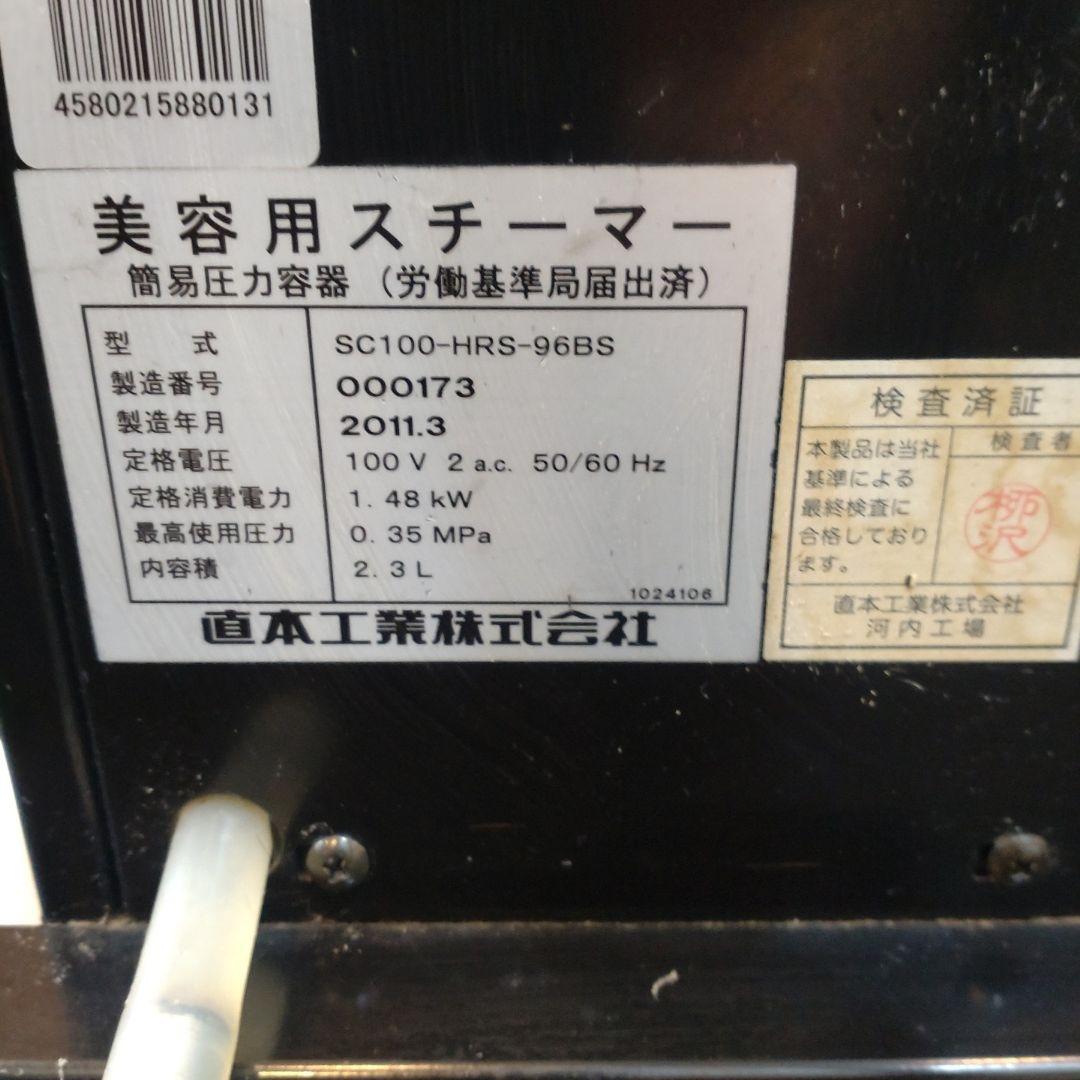 4580215880131
美容用スチーマー
簡易圧力容器（労働基準局届出済）
型 式 SC100-HRS-96BS
製造番号 000173
製造年月 2011.3
定格電圧 100 V 2 a.c. 50/60 Hz
定格消費電力 1.48 kW
最高使用圧力 0.35 MPa
内容積 2.3 L
1024106
直本工業株式会社
検査済証
本製品は当社
基準による
最終検査に
合格しており
ます。
検査者
柳沢
直本工業株式会社
河内工場